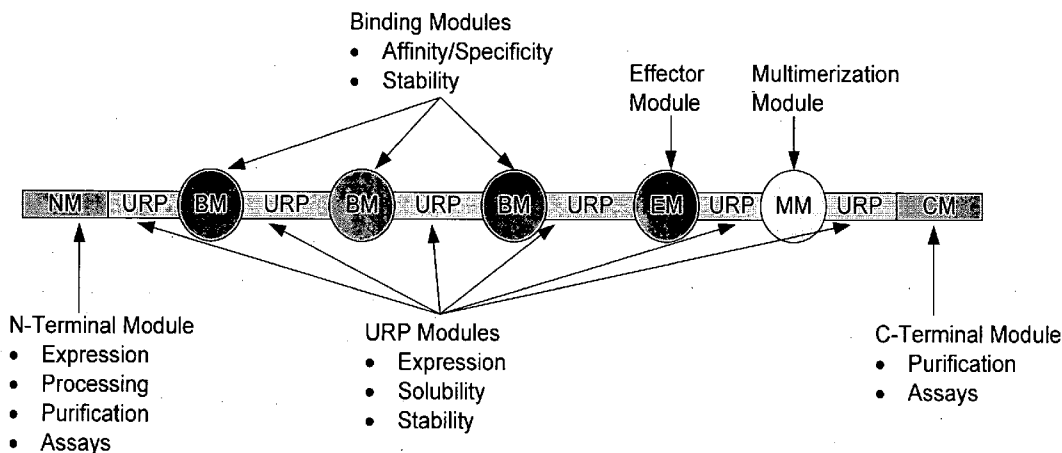 Binding Modules
• Affinity/Specificity
• Stability
Effector
Module
Multimerization
Module
NM URP BM URP BM URP BM URP EM URP MM URP CM
N-Terminal Module
• Expression
• Processing
• Purification
• Assays
URP Modules
• Expression
• Solubility
• Stability
C-Terminal Module
• Purification
• Assays